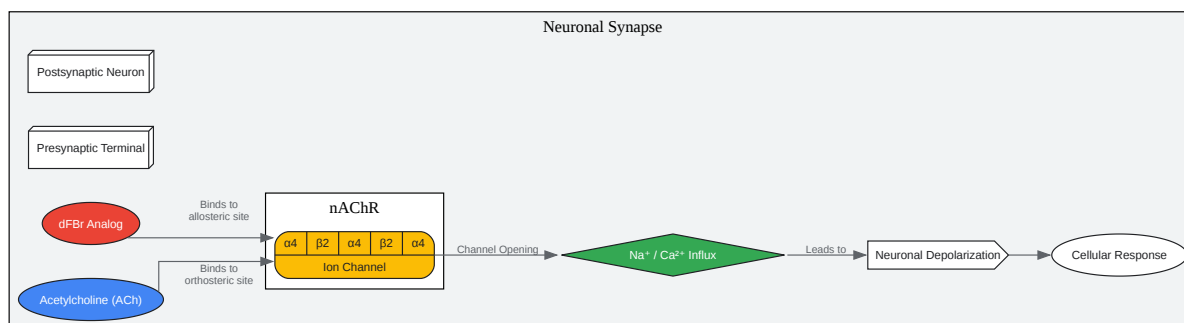 Neuronal Synapse
Postsynaptic Neuron
Presynaptic Terminal
dFBr Analog
Binds to
allosteric site
nAChR
α4 β2 α4 β2 α4
Ion Channel
Channel Opening
Na⁺ / Ca²⁺ Influx
Leads to
Neuronal Depolarization
Cellular Response
Binds to
orthosteric site
Acetylcholine (ACh)